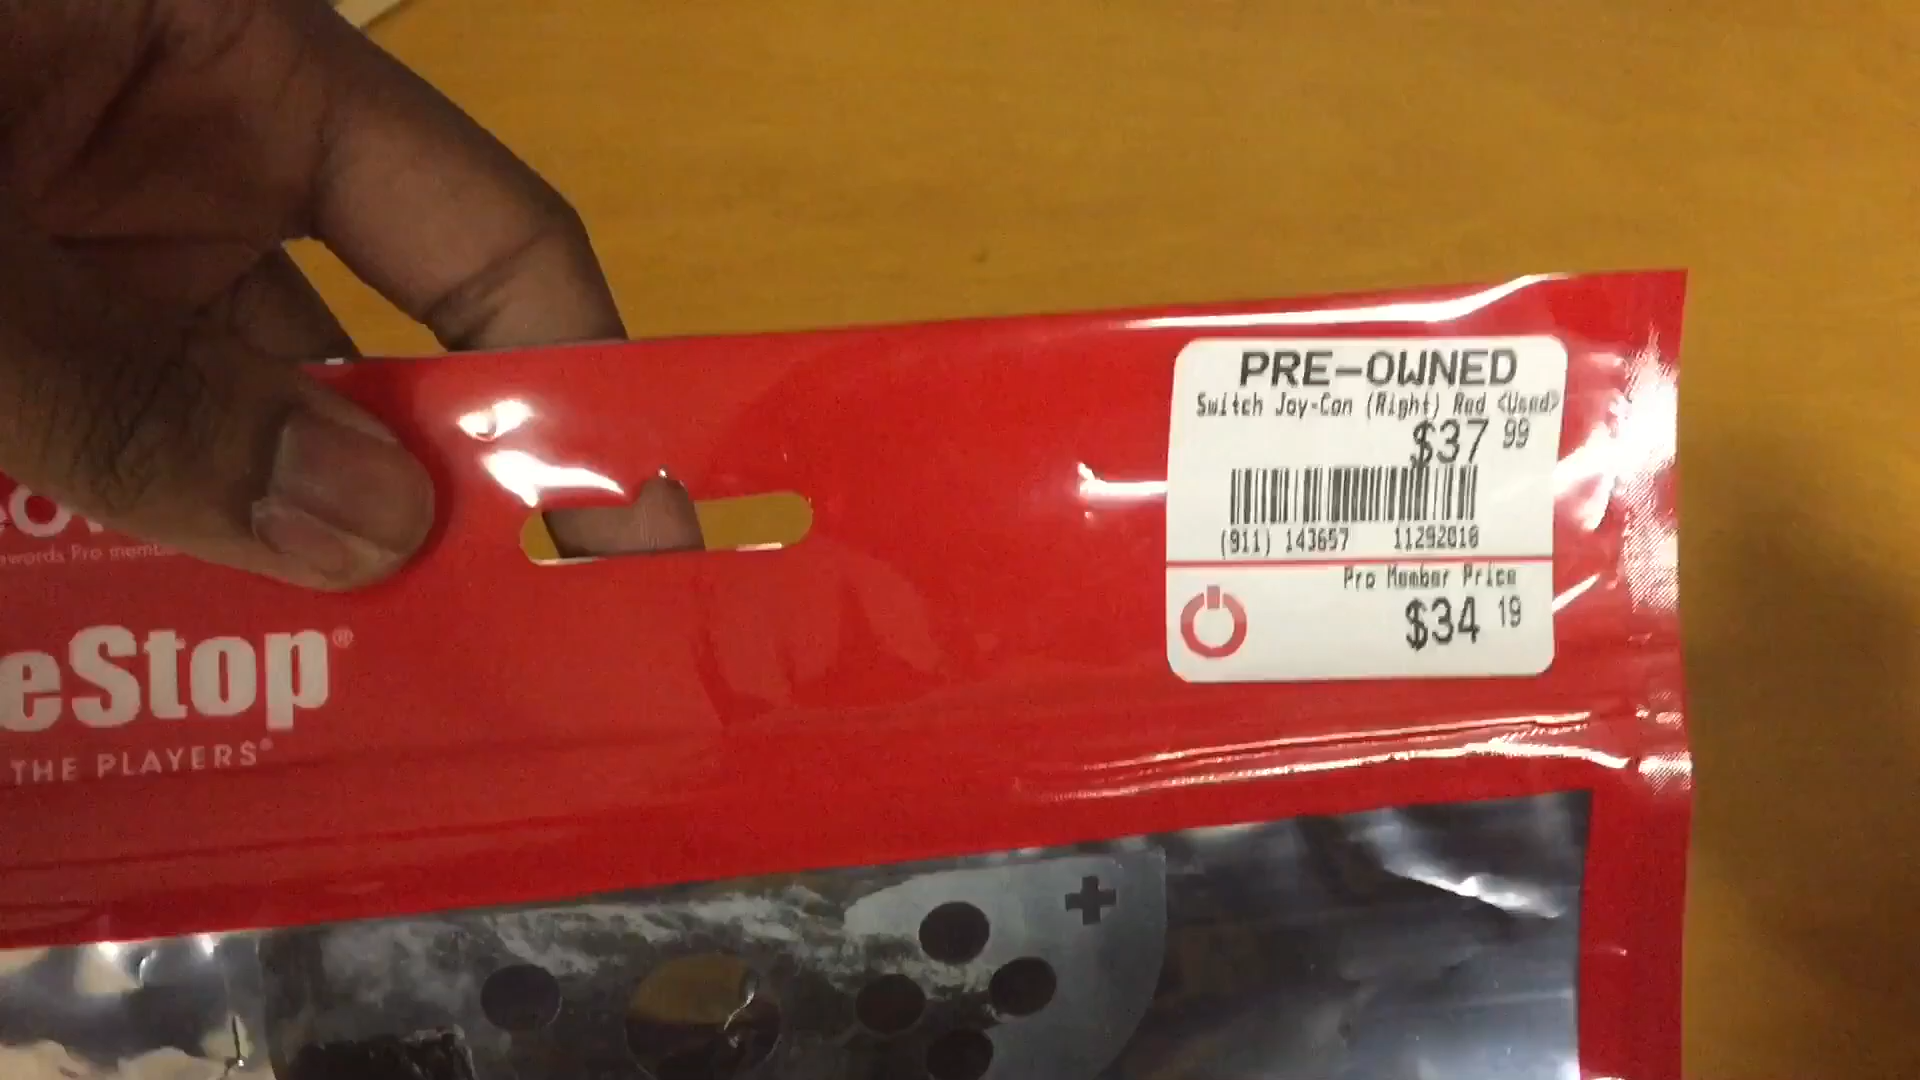 PRE-OWNED
Switch Joy-Con (Right) Red <Used>
$37 99
(911) 143657 11292018
Pro Member Price
$34 19
eStop®
THE PLAYERS®